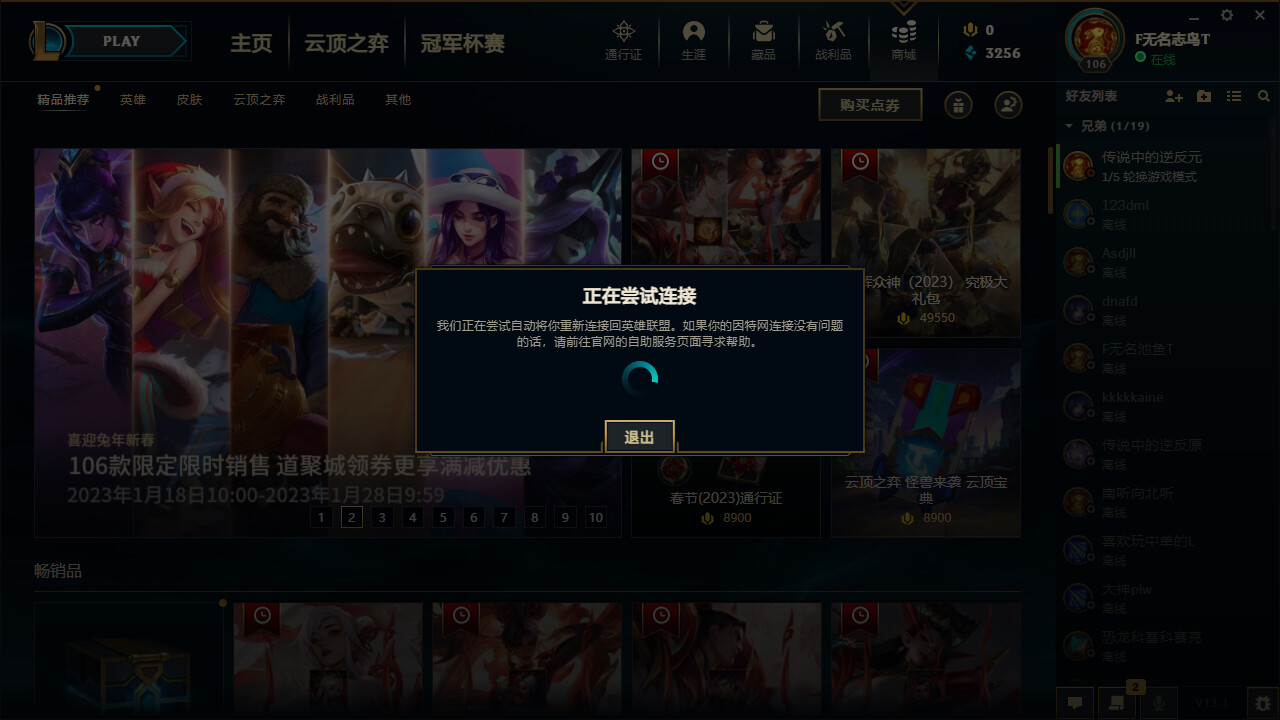 PLAY
主页
云顶之弈
冠军杯赛
通行证
生涯
藏品
战利品
商城
0
3256
106
F无名志鸟T
在线
精品推荐
英雄
皮肤
云顶之弈
战利品
其他
购买点券
好友列表
兄弟 (1/19)
传说中的逆反元
1/5 轮换游戏模式
123dml
离线
Asdjll
离线
dnafd
离线
F无名池鱼T
离线
kkkkkaine
离线
传说中的逆反原
离线
南听向北听
离线
喜欢玩中单的L
离线
大神plw
离线
恐龙科基科赛克
离线
正在尝试连接
我们正在尝试自动将你重新连接回英雄联盟。如果你的因特网连接没有问题
的话，请前往官网的自助服务页面寻求帮助。
退出
喜迎兔年新春
106款限定限时销售 道聚城领券更享满减优惠
2023年1月18日10:00-2023年1月28日9:59
1 2 3 4 5 6 7 8 9 10
众神（2023） 究极大
礼包
49550
春节(2023)通行证
8900
云顶之弈 怪兽来袭 云顶宝
典
8900
畅销品
2
V13.1